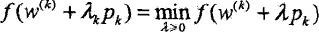 f(w^{(k)} + λ_k p_k) = min_{λ≥0} f(w^{(k)} + λp_k)